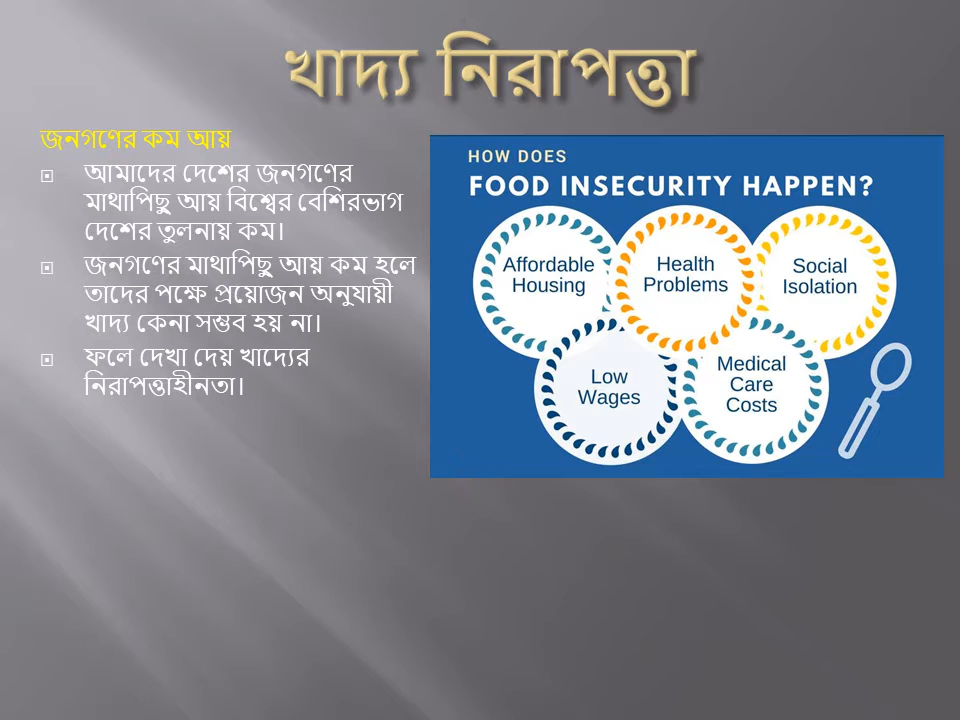 খাদ্য নিরাপত্তা
জনগণের কম আয়
আমাদের দেশের জনগণের
মাথাপিছু আয় বিশ্বের বেশিরভাগ
দেশের তুলনায় কম।
জনগণের মাথাপিছু আয় কম হলে
তাদের পক্ষে প্রয়োজন অনুযায়ী
খাদ্য কেনা সম্ভব হয় না।
ফলে দেখা দেয় খাদ্যের
নিরাপত্তাহীনতা।
HOW DOES
FOOD INSECURITY HAPPEN?
Affordable
Housing
Health
Problems
Social
Isolation
Low
Wages
Medical
Care
Costs